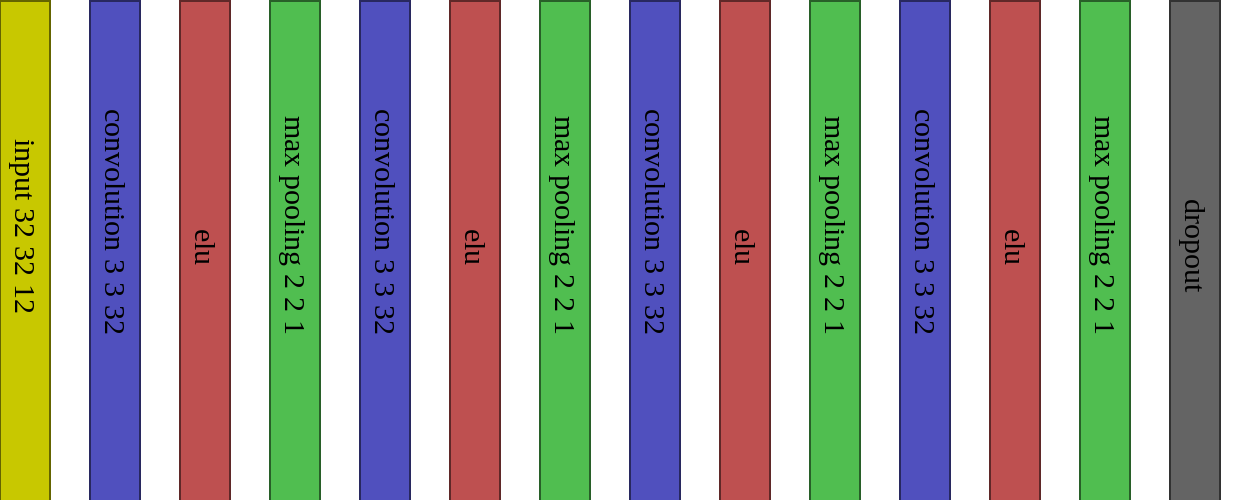 input 32 32 12
convolution 3 3 32
elu
max pooling 2 2 1
convolution 3 3 32
elu
max pooling 2 2 1
convolution 3 3 32
elu
max pooling 2 2 1
convolution 3 3 32
elu
max pooling 2 2 1
dropout